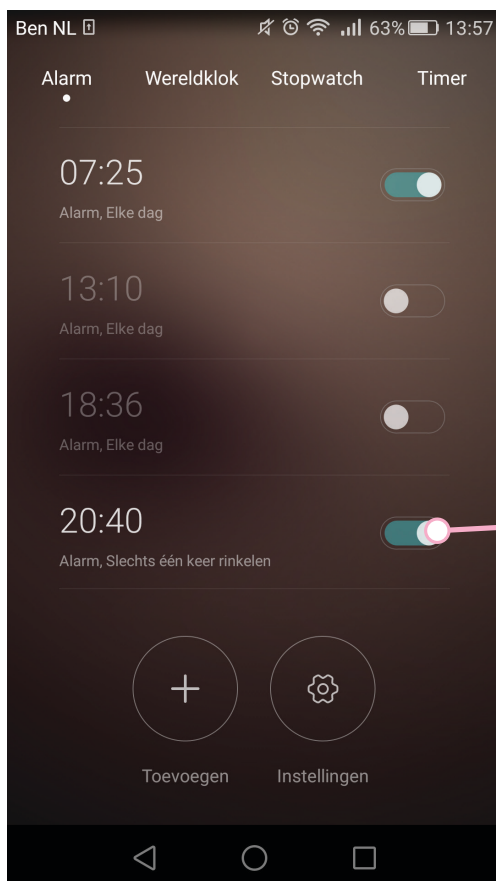 Ben NL 63% 13:57
Alarm Wereldklok Stopwatch Timer
07:25
Alarm, Elke dag
13:10
Alarm, Elke dag
18:36
Alarm, Elke dag
20:40
Alarm, Slechts één keer rinkelen
Toevoegen Instellingen